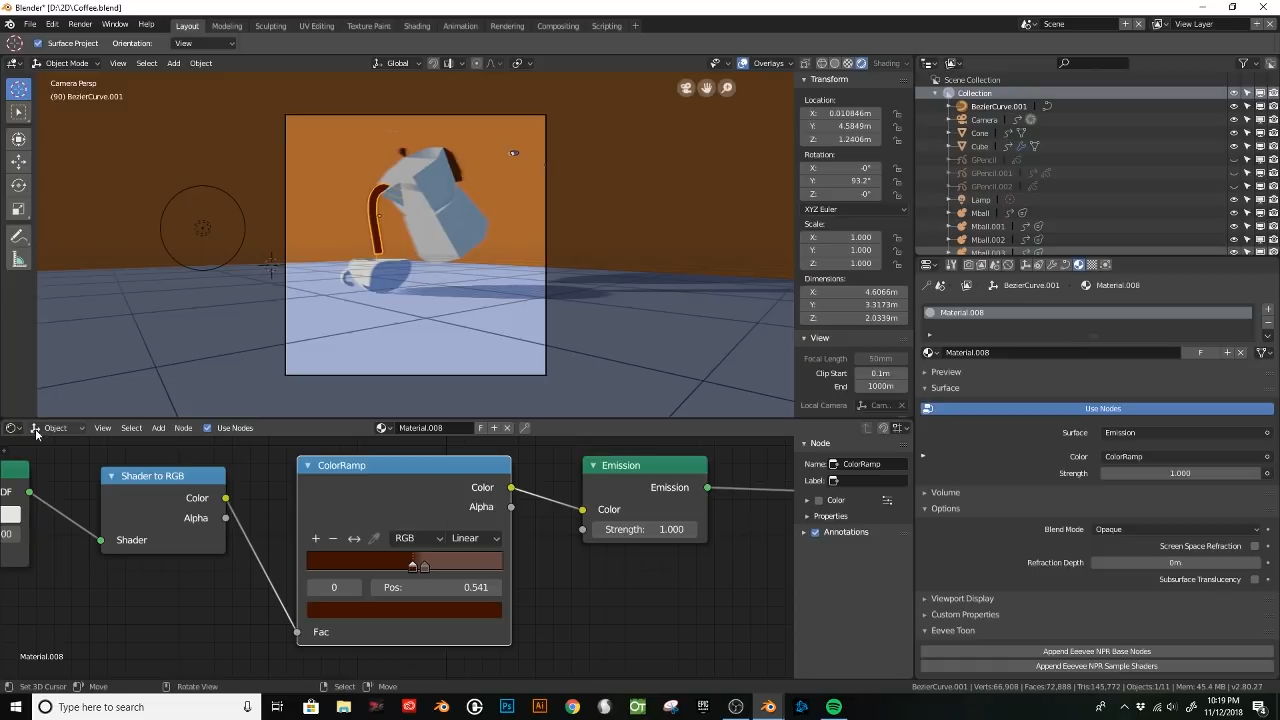 Blender* [D:\2D\Coffee.blend]
File Edit Render Window Help Layout Modeling Sculpting UV Editing Texture Paint Shading Animation Rendering Compositing Scripting + Scene View Layer
Surface Project Orientation: View
Object Mode View Select Add Object Global Overlays Shading
Camera Persp
(90) BezierCurve.001
Transform
Location:
X: 0.010846m
Y: 4.5849m
Z: 1.2406m
Rotation:
X: -0°
Y: 93.2°
Z: -0°
XYZ Euler
Scale:
X: 1.000
Y: 1.000
Z: 1.000
Dimensions:
X: 4.6066m
Y: 3.3173m
Z: 2.0339m
View
Focal Length 50mm
Clip Start 0.1m
End 1000m
Local Camera Cam...
Scene Collection
Collection
BezierCurve.001
Camera
Cone
Cube
GPencil
GPencil.001
GPencil.002
Lamp
Mball
Mball.001
Mball.002
Mball.003
BezierCurve.001 Material.008
Material.008
Material.008 F
Preview
Surface
Use Nodes
Surface: Emission
Color: ColorRamp
Strength: 1.000
Volume
Options
Blend Mode Opaque
Screen Space Refraction
Refraction Depth 0m
Subsurface Translucency
Viewport Display
Custom Properties
Eevee Toon
Append Eeevee NPR Base Nodes
Append Eeevee NPR Sample Shaders
Object View Select Add Node Use Nodes Material.008 F
DF
00
Shader to RGB
Color
Alpha
Shader
ColorRamp
Color
Alpha
RGB Linear
0 Pos: 0.541
Fac
Emission
Emission
Color
Strength: 1.000
Node
Name: ColorRamp
Label:
Color
Properties
Annotations
Material.008
Set 3D Cursor Move Rotate View Select Move BezierCurve.001 | Verts:66,908 | Faces:72,888 | Tris:145,772 | Objects:1/11 | Mem: 45.4 MB | v2.80.27
Type here to search
10:19 PM
11/12/2018